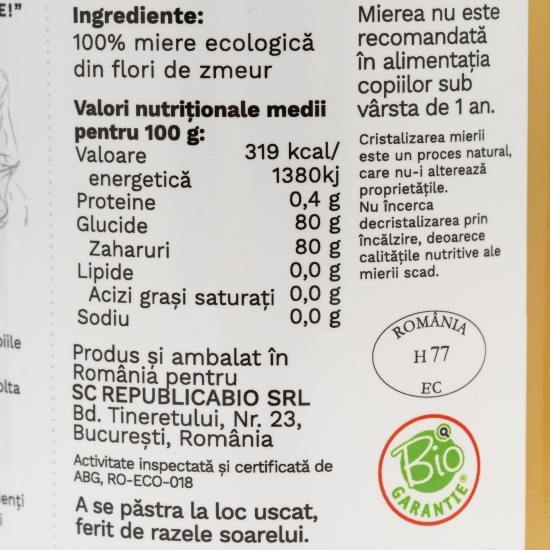 E!”
Ingrediente:
100% miere ecologică
din flori de zmeur
Valori nutriționale medii
pentru 100 g:
Valoare 319 kcal/
energetică 1380kj
Proteine 0,4 g
Glucide 80 g
Zaharuri 80 g
Lipide 0,0 g
Acizi grași saturați 0,0 g
Sodiu 0,0 g
Produs și ambalat în
România pentru
SC REPUBLICABIO SRL
Bd. Tineretului, Nr. 23,
București, România
Activitate inspectată și certificată de
ABG, RO-ECO-018
A se păstra la loc uscat,
ferit de razele soarelui.
Mierea nu este
recomandată
în alimentația
copiilor sub
vârsta de 1 an.
Cristalizarea mierii
este un proces natural,
care nu-i alterează
proprietățile.
Nu încerca
decristalizarea prin
încălzire, deoarece
calitățile nutritive ale
mierii scad.
ROMÂNIA
H 77
EC
Bio
GARANTIE®